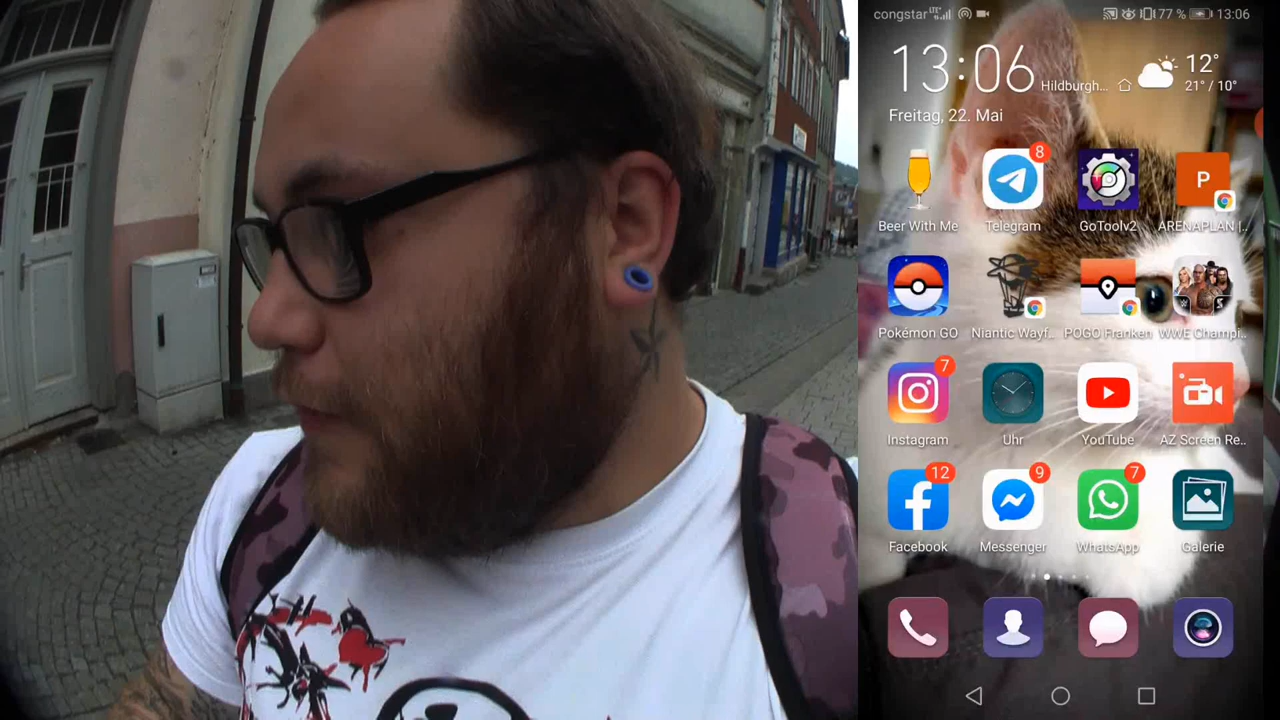 congstar LTE 77 % 13:06
13:06
Hildburgh... 12°
21° / 10°
Freitag, 22. Mai
8
P
Beer With Me Telegram GoToolv2 ARENAPLAN |..
Pokémon GO Niantic Wayf.. POGO Franken WWE Champi..
7
Instagram Uhr YouTube AZ Screen Re..
12 9 7
Facebook Messenger WhatsApp Galerie